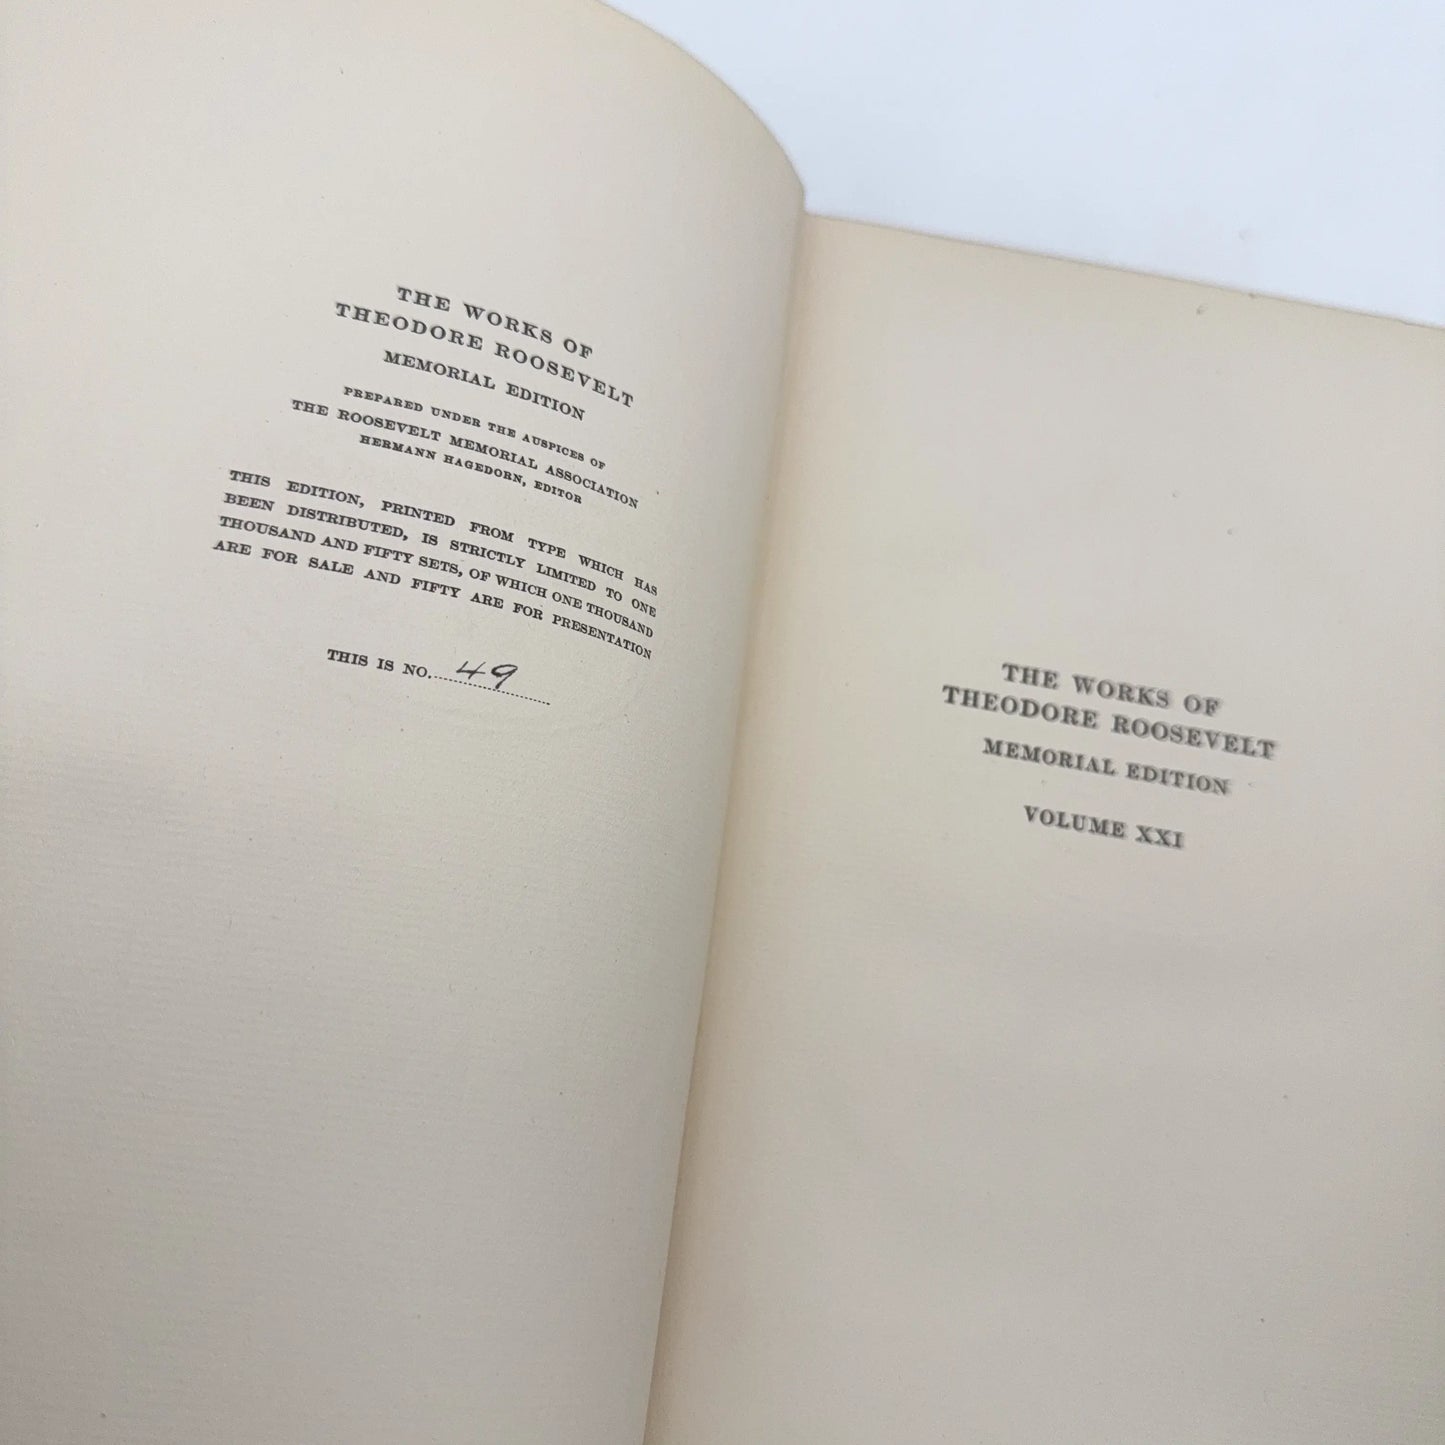 THE WORKS OF
THEODORE ROOSEVELT
MEMORIAL EDITION
PREPARED UNDER THE AUSPICES OF
THE ROOSEVELT MEMORIAL ASSOCIATION
HERMANN HAGEDORN, EDITOR
THIS EDITION, PRINTED FROM TYPE WHICH HAS
BEEN DISTRIBUTED, IS STRICTLY LIMITED TO ONE
THOUSAND AND FIFTY SETS, OF WHICH ONE THOUSAND
ARE FOR SALE AND FIFTY ARE FOR PRESENTATION
THIS IS NO. 49
THE WORKS OF
THEODORE ROOSEVELT
MEMORIAL EDITION
VOLUME XXI